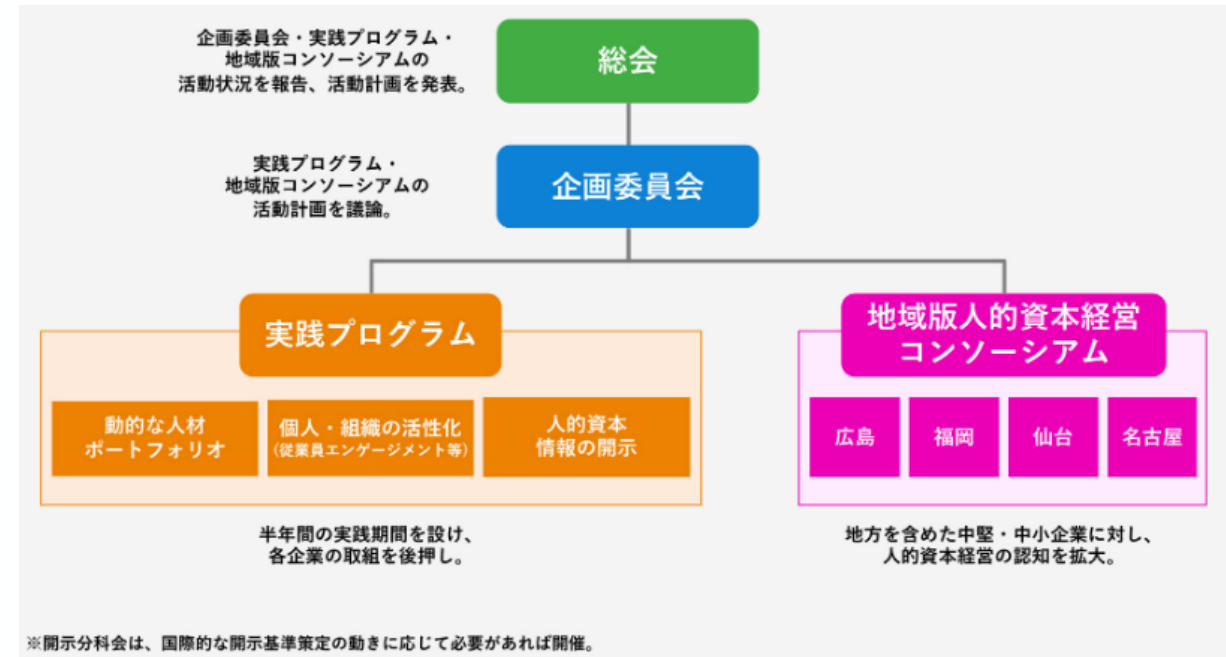 企画委員会・実践プログラム・
地域版コンソーシアムの
活動状況を報告、活動計画を発表。
総会
実践プログラム・
地域版コンソーシアムの
活動計画を議論。
企画委員会
実践プログラム
動的な人材
ポートフォリオ
個人・組織の活性化
(従業員エンゲージメント等)
人的資本
情報の開示
半年間の実践期間を設け、
各企業の取組を後押し。
地域版人的資本経営
コンソーシアム
広島
福岡
仙台
名古屋
地方を含めた中堅・中小企業に対し、
人的資本経営の認知を拡大。
※開示分科会は、国際的な開示基準策定の動きに応じて必要があれば開催。